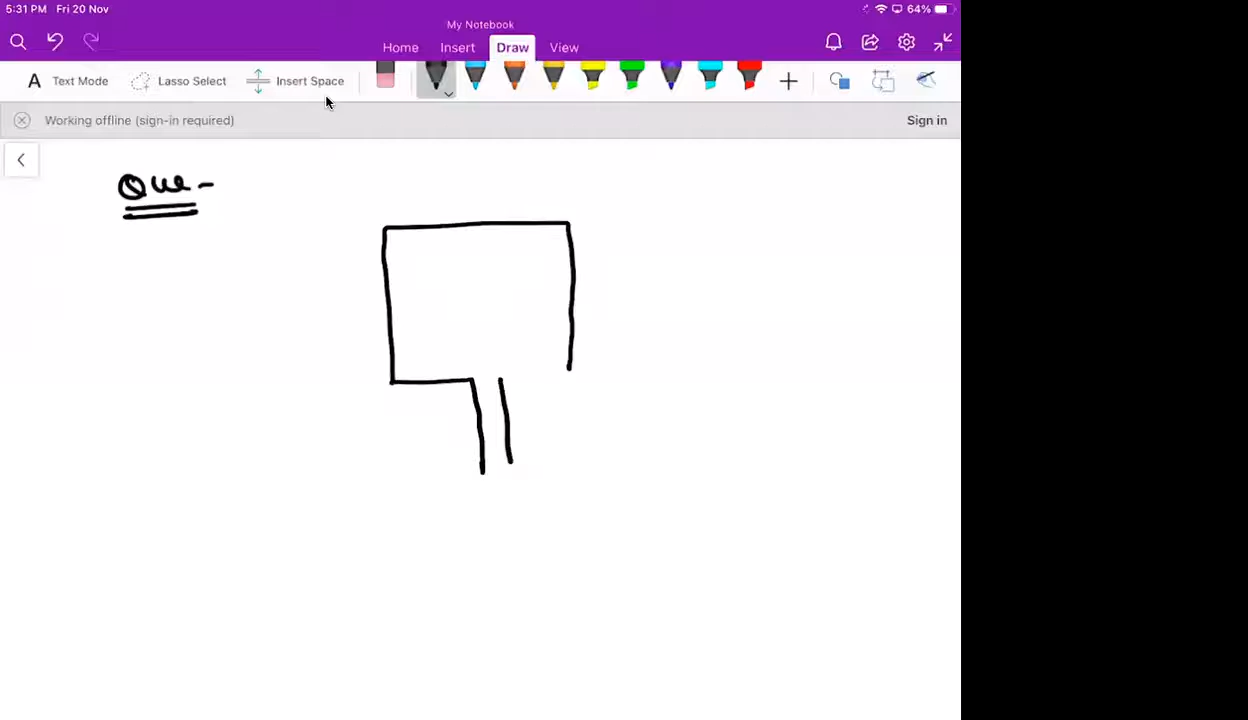 5:31 PM Fri 20 Nov
64%
My Notebook
Home Insert Draw View
A Text Mode Lasso Select Insert Space
Working offline (sign-in required) Sign in
Que -